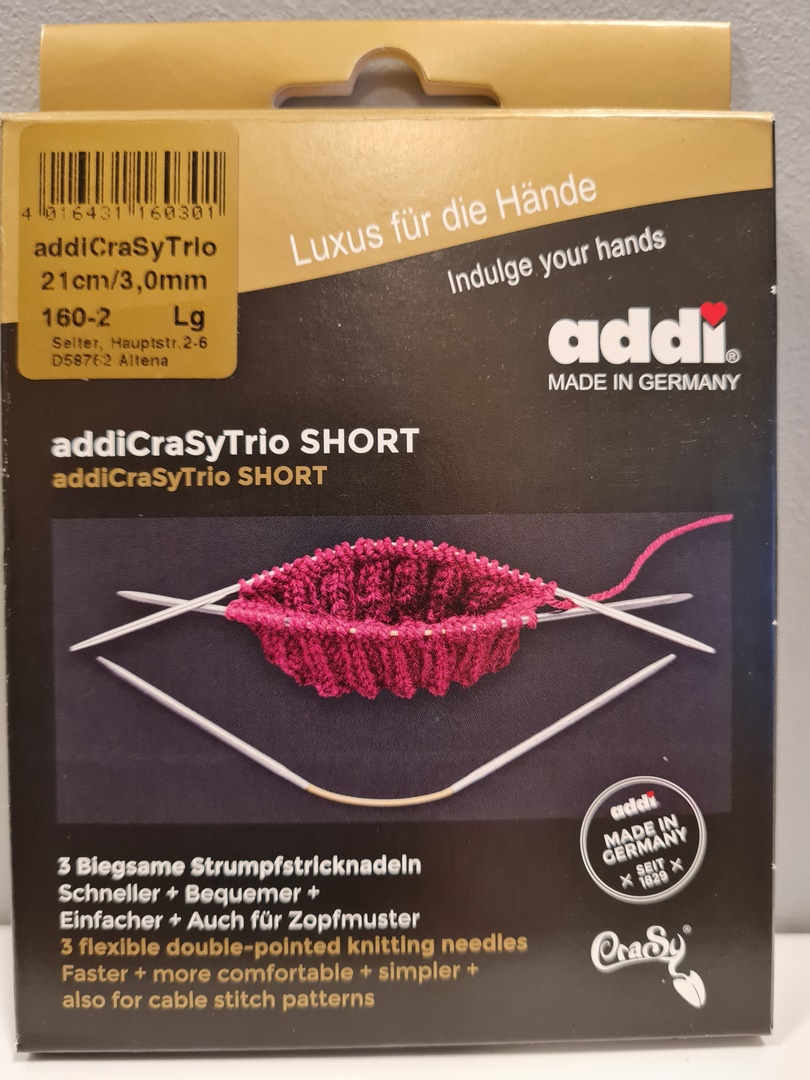 4 016431 160301
addiCraSyTrio
21cm/3,0mm
160-2 Lg
Selter, Hauptstr.2-6
D58762 Altena
Luxus für die Hände
Indulge your hands
addi®
MADE IN GERMANY
addiCraSyTrio SHORT
addiCraSyTrio SHORT
3 Biegsame Strumpfstricknadeln
Schneller + Bequemer +
Einfacher + Auch für Zopfmuster
3 flexible double-pointed knitting needles
Faster + more comfortable + simpler +
also for cable stitch patterns
addi
MADE IN
GERMANY
SEIT
1829
CraSy®